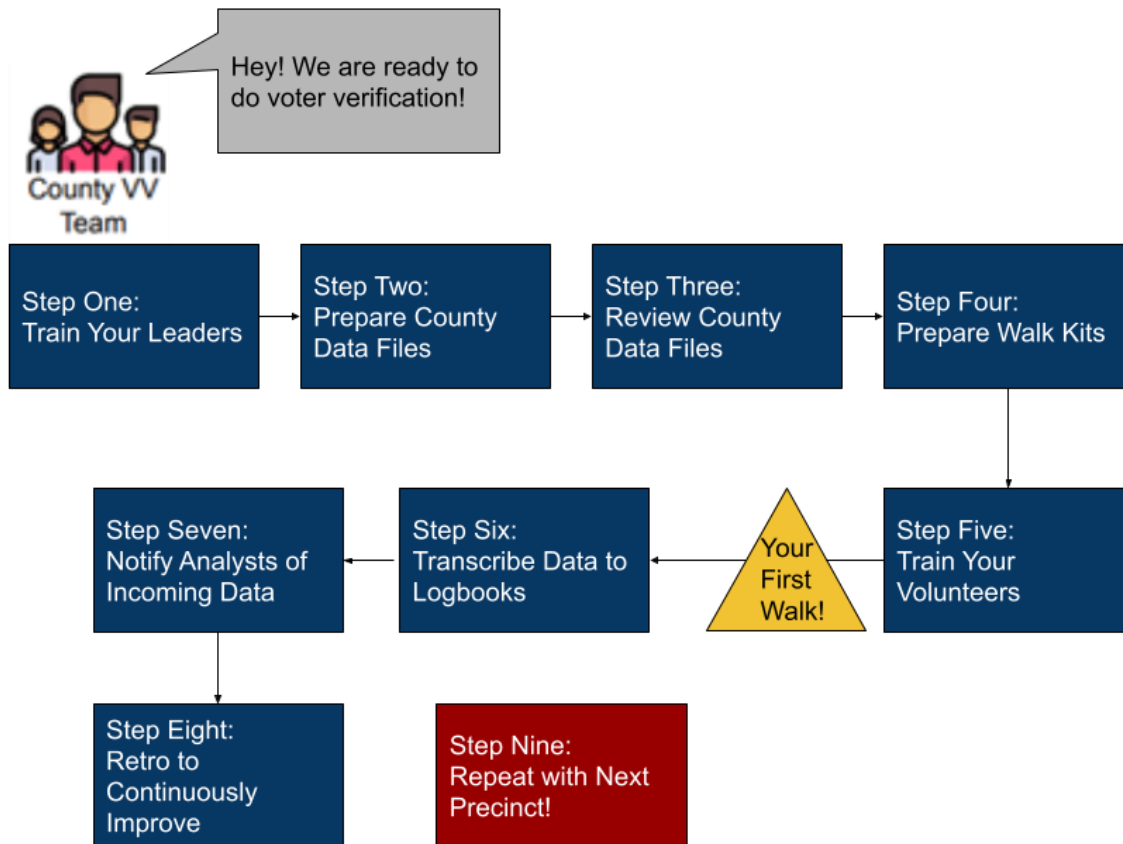 Hey! We are ready to
do voter verification!
County VV
Team
Step One:
Train Your Leaders
Step Two:
Prepare County
Data Files
Step Three:
Review County
Data Files
Step Four:
Prepare Walk Kits
Step Five:
Train Your
Volunteers
Your
First
Walk!
Step Six:
Transcribe Data to
Logbooks
Step Seven:
Notify Analysts of
Incoming Data
Step Eight:
Retro to
Continuously
Improve
Step Nine:
Repeat with Next
Precinct!